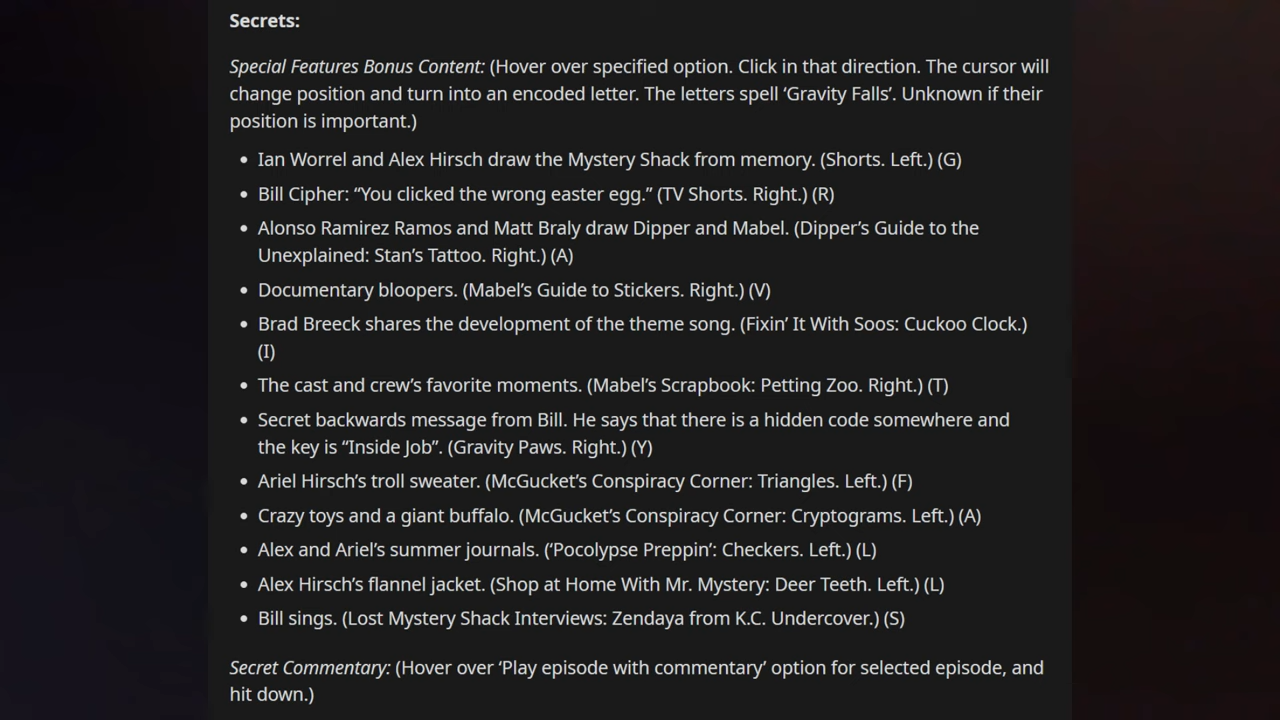 Secrets:
Special Features Bonus Content: (Hover over specified option. Click in that direction. The cursor will
change position and turn into an encoded letter. The letters spell ‘Gravity Falls’. Unknown if their
position is important.)
• Ian Worrel and Alex Hirsch draw the Mystery Shack from memory. (Shorts. Left.) (G)
• Bill Cipher: “You clicked the wrong easter egg.” (TV Shorts. Right.) (R)
• Alonso Ramirez Ramos and Matt Braly draw Dipper and Mabel. (Dipper’s Guide to the
Unexplained: Stan’s Tattoo. Right.) (A)
• Documentary bloopers. (Mabel’s Guide to Stickers. Right.) (V)
• Brad Breeck shares the development of the theme song. (Fixin’ It With Soos: Cuckoo Clock.)
(I)
• The cast and crew’s favorite moments. (Mabel’s Scrapbook: Petting Zoo. Right.) (T)
• Secret backwards message from Bill. He says that there is a hidden code somewhere and
the key is “Inside Job”. (Gravity Paws. Right.) (Y)
• Ariel Hirsch’s troll sweater. (McGucket’s Conspiracy Corner: Triangles. Left.) (F)
• Crazy toys and a giant buffalo. (McGucket’s Conspiracy Corner: Cryptograms. Left.) (A)
• Alex and Ariel’s summer journals. (‘Pocolypse Preppin’: Checkers. Left.) (L)
• Alex Hirsch’s flannel jacket. (Shop at Home With Mr. Mystery: Deer Teeth. Left.) (L)
• Bill sings. (Lost Mystery Shack Interviews: Zendaya from K.C. Undercover.) (S)
Secret Commentary: (Hover over ‘Play episode with commentary’ option for selected episode, and
hit down.)